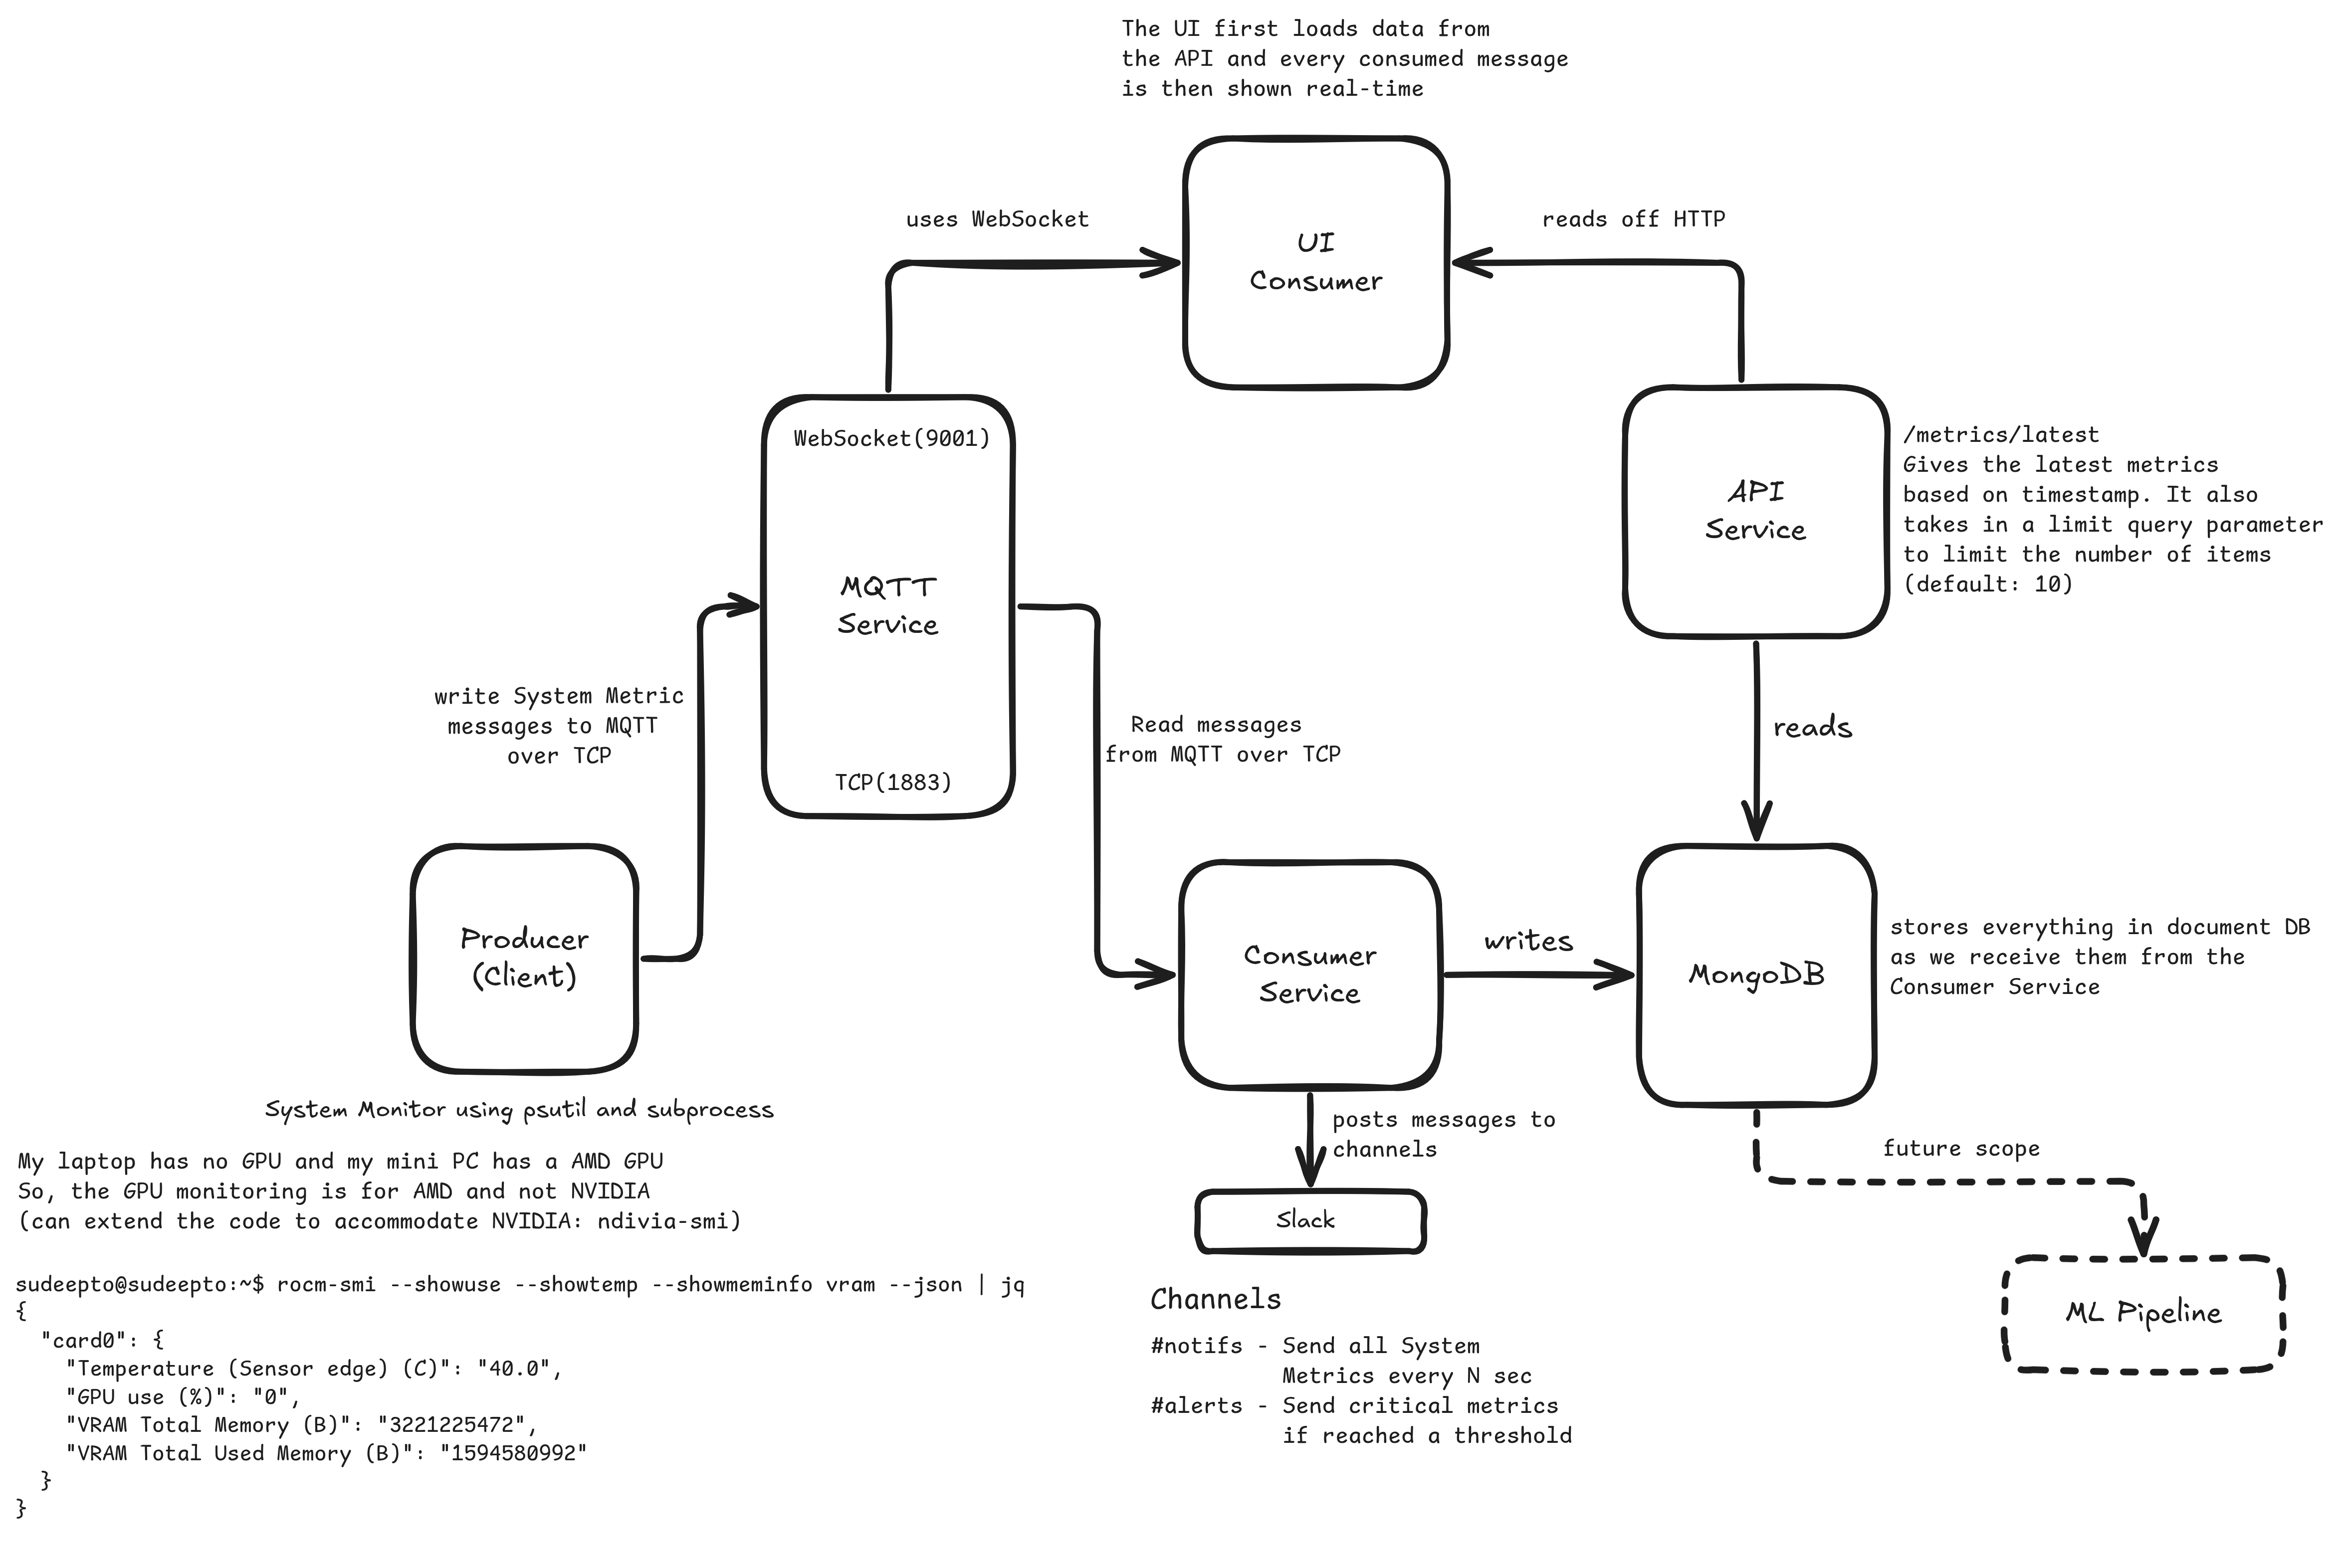 The UI first loads data from
the API and every consumed message
is then shown real-time
uses WebSocket
reads off HTTP
UI
Consumer
WebSocket(9001)
MQTT
Service
TCP(1883)
API
Service
/metrics/latest
Gives the latest metrics
based on timestamp. It also
takes in a limit query parameter
to limit the number of items
(default: 10)
write System Metric
messages to MQTT
over TCP
Read messages
from MQTT over TCP
reads
Producer
(Client)
Consumer
Service
writes
MongoDB
stores everything in document DB
as we receive them from the
Consumer Service
System Monitor using psutil and subprocess
My laptop has no GPU and my mini PC has a AMD GPU
So, the GPU monitoring is for AMD and not NVIDIA
(can extend the code to accommodate NVIDIA: ndivia-smi)
posts messages to
channels
future scope
Slack
ML Pipeline
sudeepto@sudeepto:~$ rocm-smi --showuse --showtemp --showmeminfo vram --json | jq
{
  "card0": {
    "Temperature (Sensor edge) (C)": "40.0",
    "GPU use (%)": "0",
    "VRAM Total Memory (B)": "3221225472",
    "VRAM Total Used Memory (B)": "1594580992"
  }
}
Channels
#notifs - Send all System
Metrics every N sec
#alerts - Send critical metrics
if reached a threshold